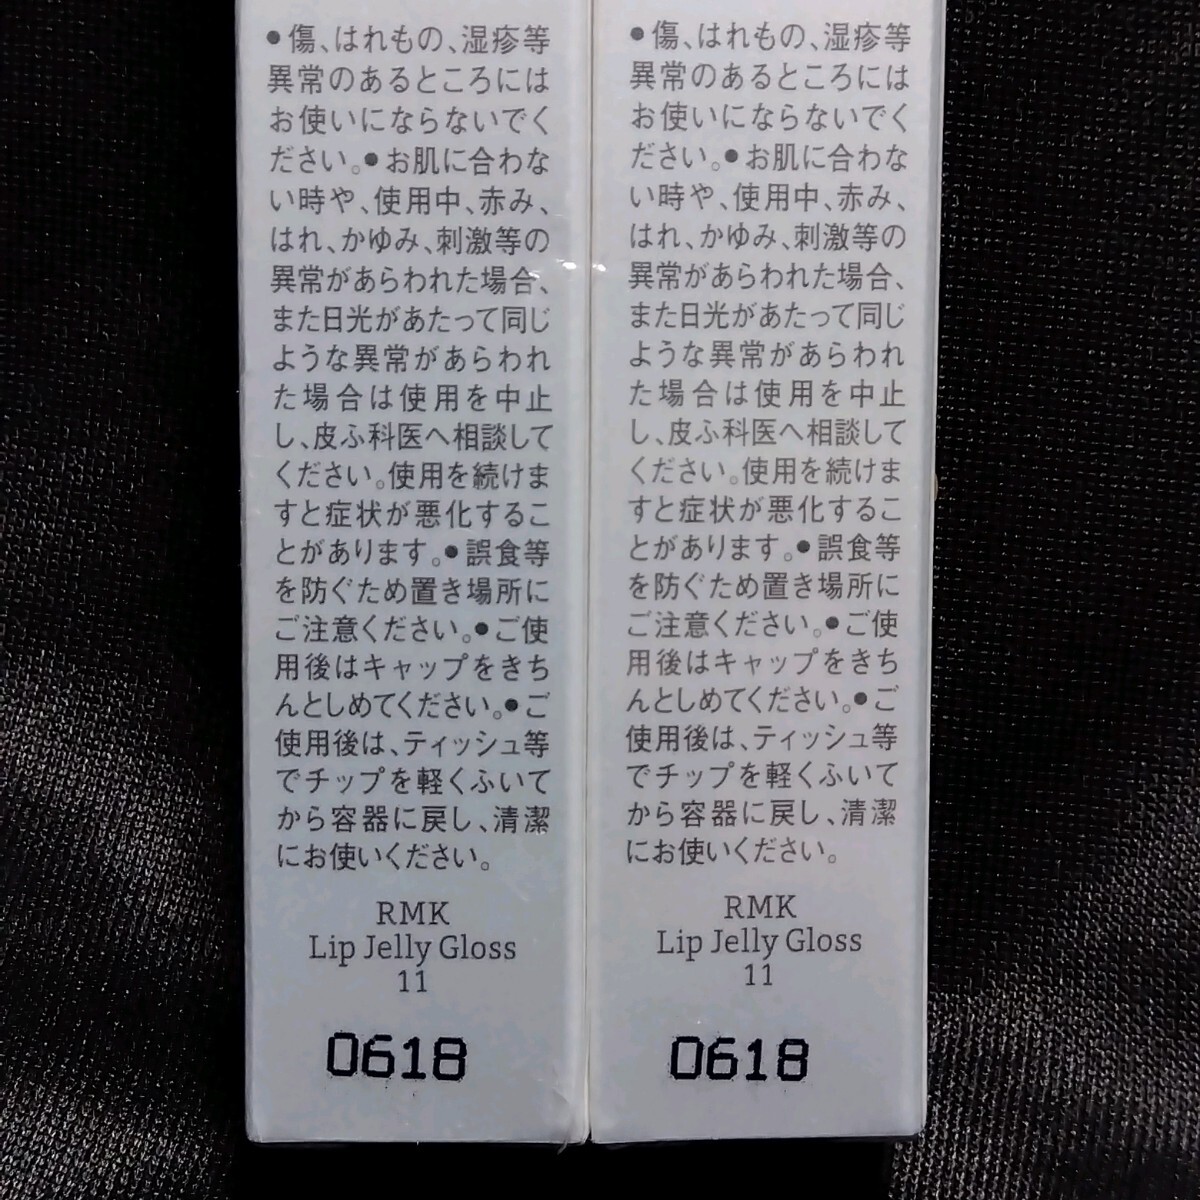 ●傷、はれもの、湿疹等
異常のあるところには
お使いにならないでく
ださい。●お肌に合わな
い時や、使用中、赤み、
はれ、かゆみ、刺激等の
異常があらわれた場合、
また日光があたって同じ
ような異常があらわれ
た場合は使用を中止
し、皮ふ科医へ相談して
ください。使用を続けま
すと症状が悪化するこ
とがあります。●誤食等
を防ぐため置き場所に
ご注意ください。●ご使
用後はキャップをきち
んとしめてください。●ご
使用後は、ティッシュ等
でチップを軽くふいて
から容器に戻し、清潔
にお使いください。
RMK
Lip Jelly Gloss
11
0618
●傷、はれもの、湿疹等
異常のあるところには
お使いにならないでく
ださい。●お肌に合わな
い時や、使用中、赤み、
はれ、かゆみ、刺激等の
異常があらわれた場合、
また日光があたって同じ
ような異常があらわれ
た場合は使用を中止
し、皮ふ科医へ相談して
ください。使用を続けま
すと症状が悪化するこ
とがあります。●誤食等
を防ぐため置き場所に
ご注意ください。●ご使
用後はキャップをきち
んとしめてください。●ご
使用後は、ティッシュ等
でチップを軽くふいて
から容器に戻し、清潔
にお使いください。
RMK
Lip Jelly Gloss
11
0618